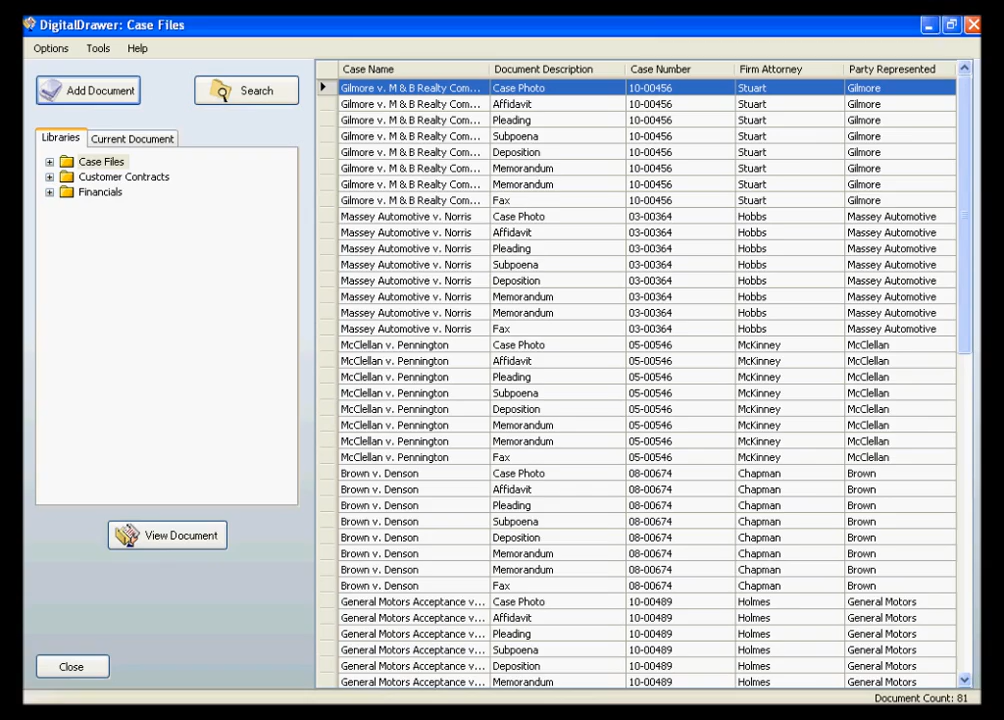 DigitalDrawer: Case Files
Options Tools Help
Add Document Search
Libraries Current Document
Case Files
Customer Contracts
Financials
View Document
Close
Case Name Document Description Case Number Firm Attorney Party Represented
Gilmore v. M & B Realty Com... Case Photo 10-00456 Stuart Gilmore
Gilmore v. M & B Realty Com... Affidavit 10-00456 Stuart Gilmore
Gilmore v. M & B Realty Com... Pleading 10-00456 Stuart Gilmore
Gilmore v. M & B Realty Com... Subpoena 10-00456 Stuart Gilmore
Gilmore v. M & B Realty Com... Deposition 10-00456 Stuart Gilmore
Gilmore v. M & B Realty Com... Memorandum 10-00456 Stuart Gilmore
Gilmore v. M & B Realty Com... Memorandum 10-00456 Stuart Gilmore
Gilmore v. M & B Realty Com... Fax 10-00456 Stuart Gilmore
Massey Automotive v. Norris Case Photo 03-00364 Hobbs Massey Automotive
Massey Automotive v. Norris Affidavit 03-00364 Hobbs Massey Automotive
Massey Automotive v. Norris Pleading 03-00364 Hobbs Massey Automotive
Massey Automotive v. Norris Subpoena 03-00364 Hobbs Massey Automotive
Massey Automotive v. Norris Deposition 03-00364 Hobbs Massey Automotive
Massey Automotive v. Norris Memorandum 03-00364 Hobbs Massey Automotive
Massey Automotive v. Norris Memorandum 03-00364 Hobbs Massey Automotive
Massey Automotive v. Norris Fax 03-00364 Hobbs Massey Automotive
McClellan v. Pennington Case Photo 05-00546 McKinney McClellan
McClellan v. Pennington Affidavit 05-00546 McKinney McClellan
McClellan v. Pennington Pleading 05-00546 McKinney McClellan
McClellan v. Pennington Subpoena 05-00546 McKinney McClellan
McClellan v. Pennington Deposition 05-00546 McKinney McClellan
McClellan v. Pennington Memorandum 05-00546 McKinney McClellan
McClellan v. Pennington Memorandum 05-00546 McKinney McClellan
McClellan v. Pennington Fax 05-00546 McKinney McClellan
Brown v. Denson Case Photo 08-00674 Chapman Brown
Brown v. Denson Affidavit 08-00674 Chapman Brown
Brown v. Denson Pleading 08-00674 Chapman Brown
Brown v. Denson Subpoena 08-00674 Chapman Brown
Brown v. Denson Deposition 08-00674 Chapman Brown
Brown v. Denson Memorandum 08-00674 Chapman Brown
Brown v. Denson Memorandum 08-00674 Chapman Brown
Brown v. Denson Fax 08-00674 Chapman Brown
General Motors Acceptance v... Case Photo 10-00489 Holmes General Motors
General Motors Acceptance v... Affidavit 10-00489 Holmes General Motors
General Motors Acceptance v... Pleading 10-00489 Holmes General Motors
General Motors Acceptance v... Subpoena 10-00489 Holmes General Motors
General Motors Acceptance v... Deposition 10-00489 Holmes General Motors
General Motors Acceptance v... Memorandum 10-00489 Holmes General Motors
Document Count: 81